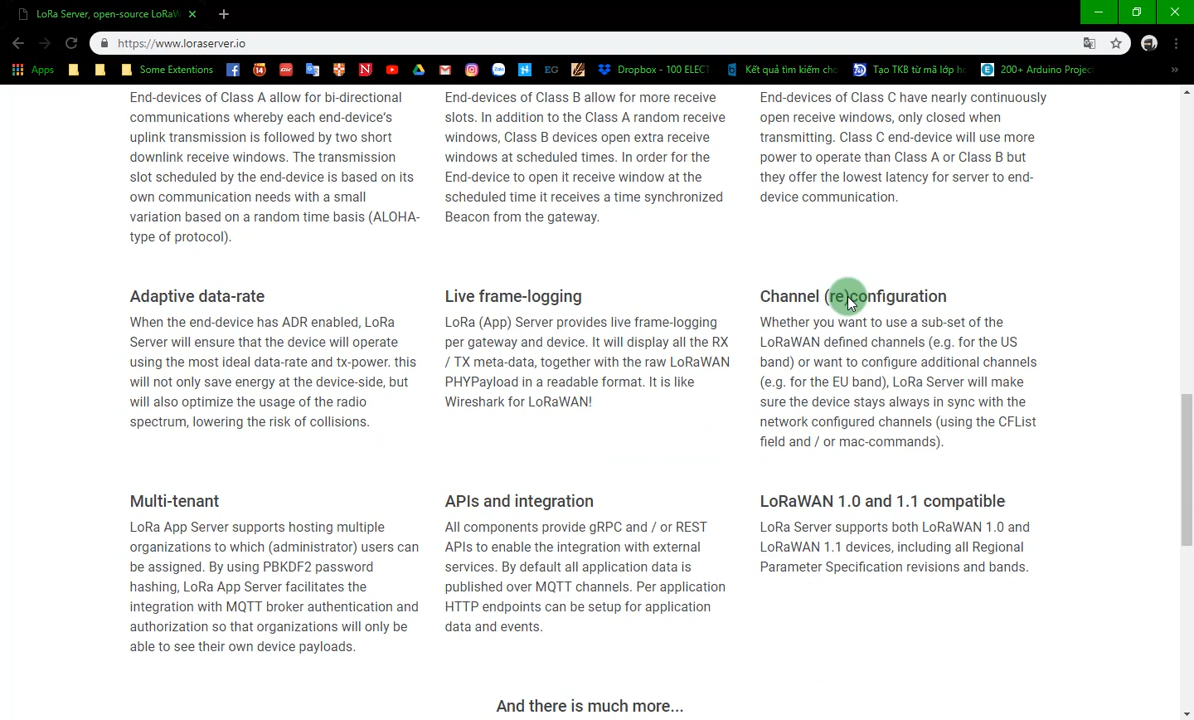 LoRa Server, open-source LoRaW
https://www.loraserver.io
Apps
Some Extentions
14
N
EG
Dropbox - 100 ELECT
Kết quả tìm kiếm cho
Tạo TKB từ mã lớp họ
200+ Arduino Projec
»
End-devices of Class A allow for bi-directional
communications whereby each end-device's
uplink transmission is followed by two short
downlink receive windows. The transmission
slot scheduled by the end-device is based on its
own communication needs with a small
variation based on a random time basis (ALOHA-
type of protocol).
End-devices of Class B allow for more receive
slots. In addition to the Class A random receive
windows, Class B devices open extra receive
windows at scheduled times. In order for the
End-device to open it receive window at the
scheduled time it receives a time synchronized
Beacon from the gateway.
End-devices of Class C have nearly continuously
open receive windows, only closed when
transmitting. Class C end-device will use more
power to operate than Class A or Class B but
they offer the lowest latency for server to end-
device communication.
Adaptive data-rate
When the end-device has ADR enabled, LoRa
Server will ensure that the device will operate
using the most ideal data-rate and tx-power. this
will not only save energy at the device-side, but
will also optimize the usage of the radio
spectrum, lowering the risk of collisions.
Live frame-logging
LoRa (App) Server provides live frame-logging
per gateway and device. It will display all the RX
/ TX meta-data, together with the raw LoRaWAN
PHYPayload in a readable format. It is like
Wireshark for LoRaWAN!
Channel (re)configuration
Whether you want to use a sub-set of the
LoRaWAN defined channels (e.g. for the US
band) or want to configure additional channels
(e.g. for the EU band), LoRa Server will make
sure the device stays always in sync with the
network configured channels (using the CFList
field and / or mac-commands).
Multi-tenant
LoRa App Server supports hosting multiple
organizations to which (administrator) users can
be assigned. By using PBKDF2 password
hashing, LoRa App Server facilitates the
integration with MQTT broker authentication and
authorization so that organizations will only be
able to see their own device payloads.
APIs and integration
All components provide gRPC and / or REST
APIs to enable the integration with external
services. By default all application data is
published over MQTT channels. Per application
HTTP endpoints can be setup for application
data and events.
LoRaWAN 1.0 and 1.1 compatible
LoRa Server supports both LoRaWAN 1.0 and
LoRaWAN 1.1 devices, including all Regional
Parameter Specification revisions and bands.
And there is much more...